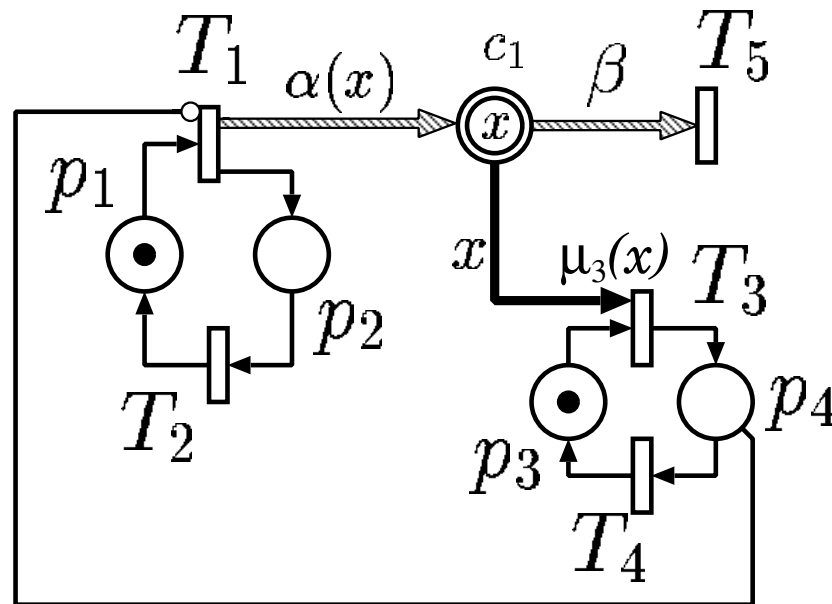 T₁
α(x)
c₁
x
β
T₅
p₁
p₂
x
μ₃(x)
T₃
T₂
p₃
p₄
T₄